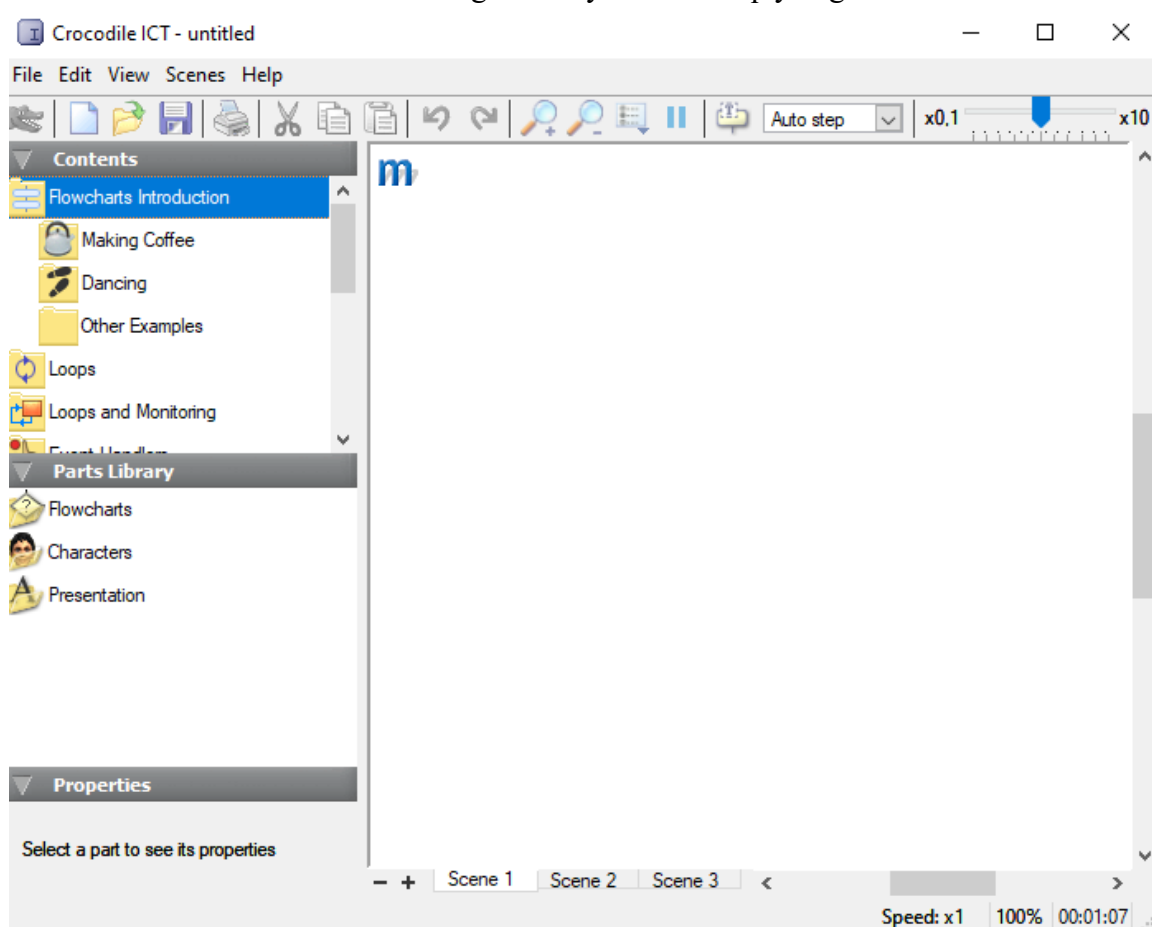 Crocodile ICT - untitled
File Edit View Scenes Help
Auto step x0,1 x10
Contents
m
Flowcharts Introduction
Making Coffee
Dancing
Other Examples
Loops
Loops and Monitoring
Event Handlers
Parts Library
Flowcharts
Characters
Presentation
Properties
Select a part to see its properties
- + Scene 1 Scene 2 Scene 3
Speed: x1 100% 00:01:07